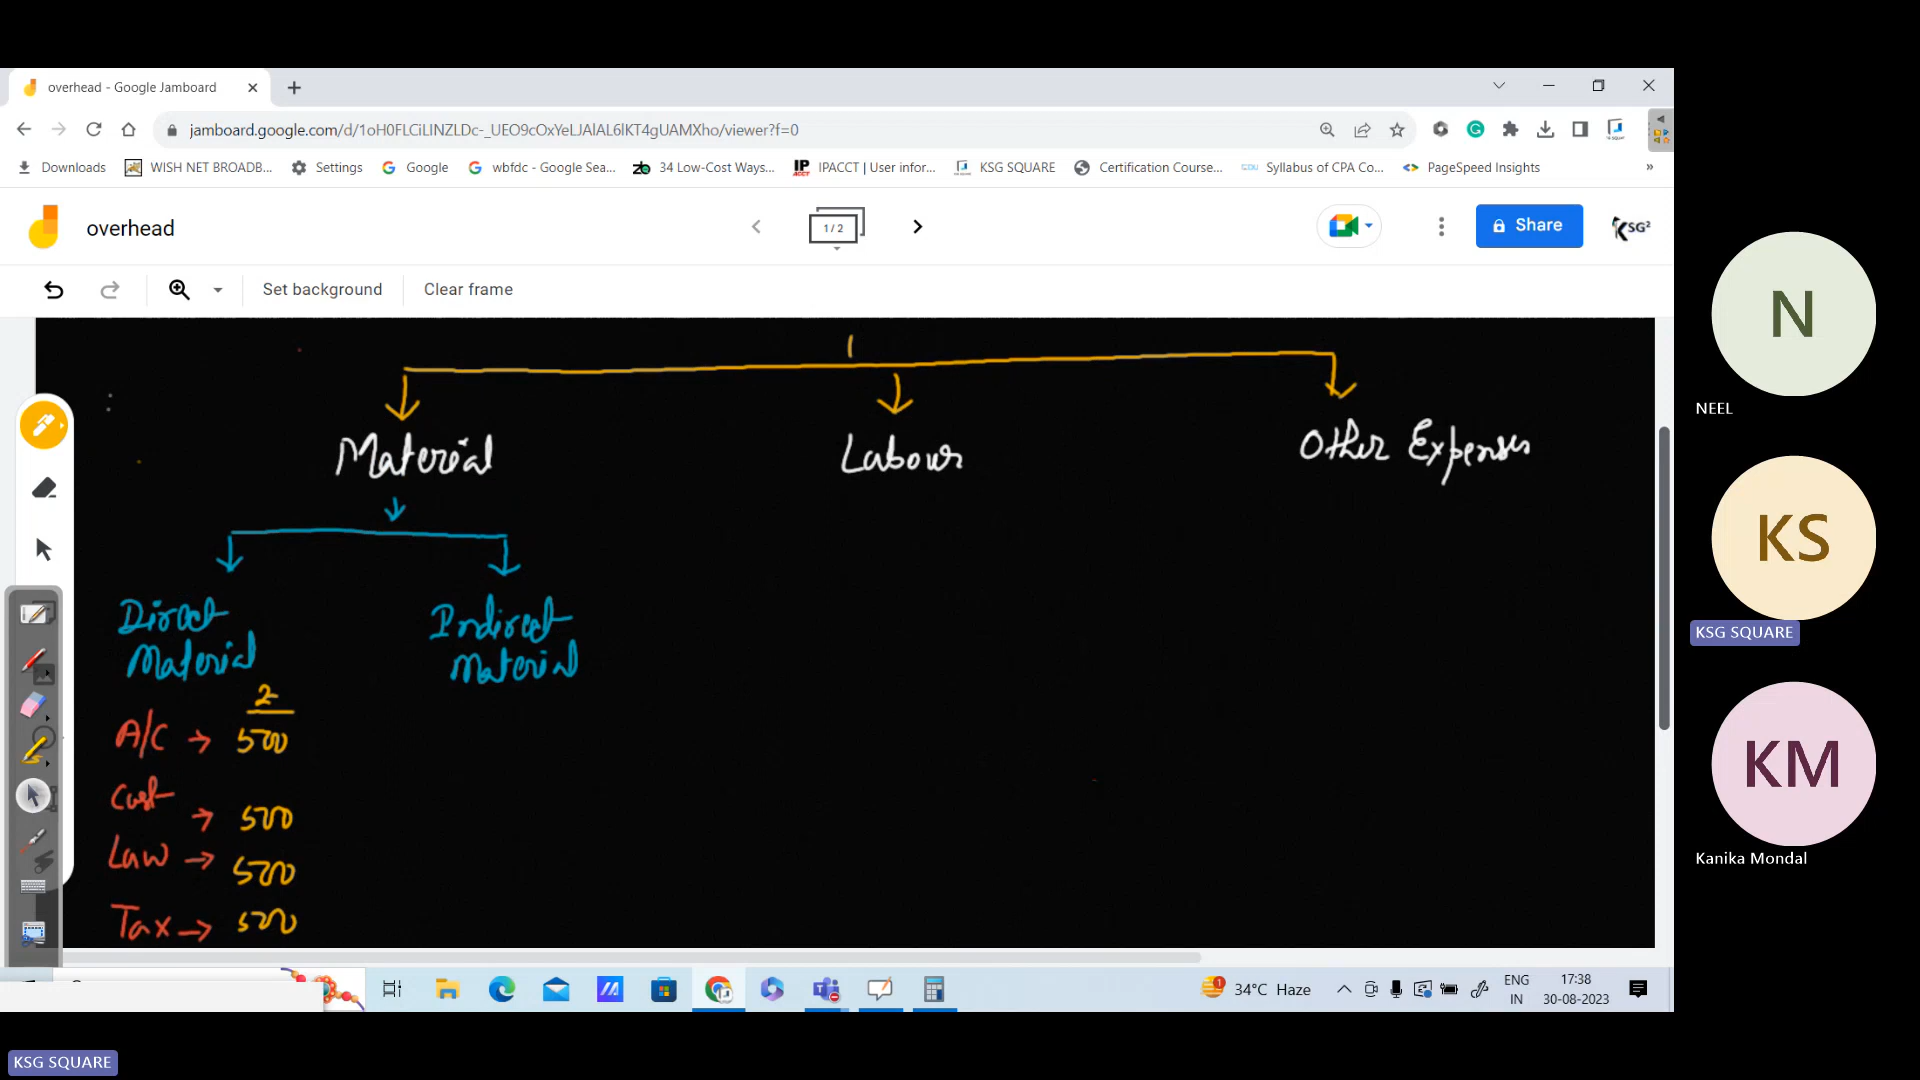 overhead - Google Jamboard
jamboard.google.com/d/1oH0FLCiLINZLDc-_UEO9cOxYeLJAlAL6lKT4gUAMXho/viewer?f=0
Downloads WISH NET BROADB... Settings Google wbfdc - Google Sea... 34 Low-Cost Ways... IPACCT | User infor... KSG SQUARE Certification Course... Syllabus of CPA Co... PageSpeed Insights »
overhead 1 / 2 Share KSG²
Set background Clear frame
Material Labour Other Expenses
Direct Material
Indirect Material
2
A/C → 500
Cost → 500
Law → 500
Tax → 500
N
NEEL
KS
KSG SQUARE
KM
Kanika Mondal
34°C Haze ENG IN 17:38 30-08-2023
KSG SQUARE